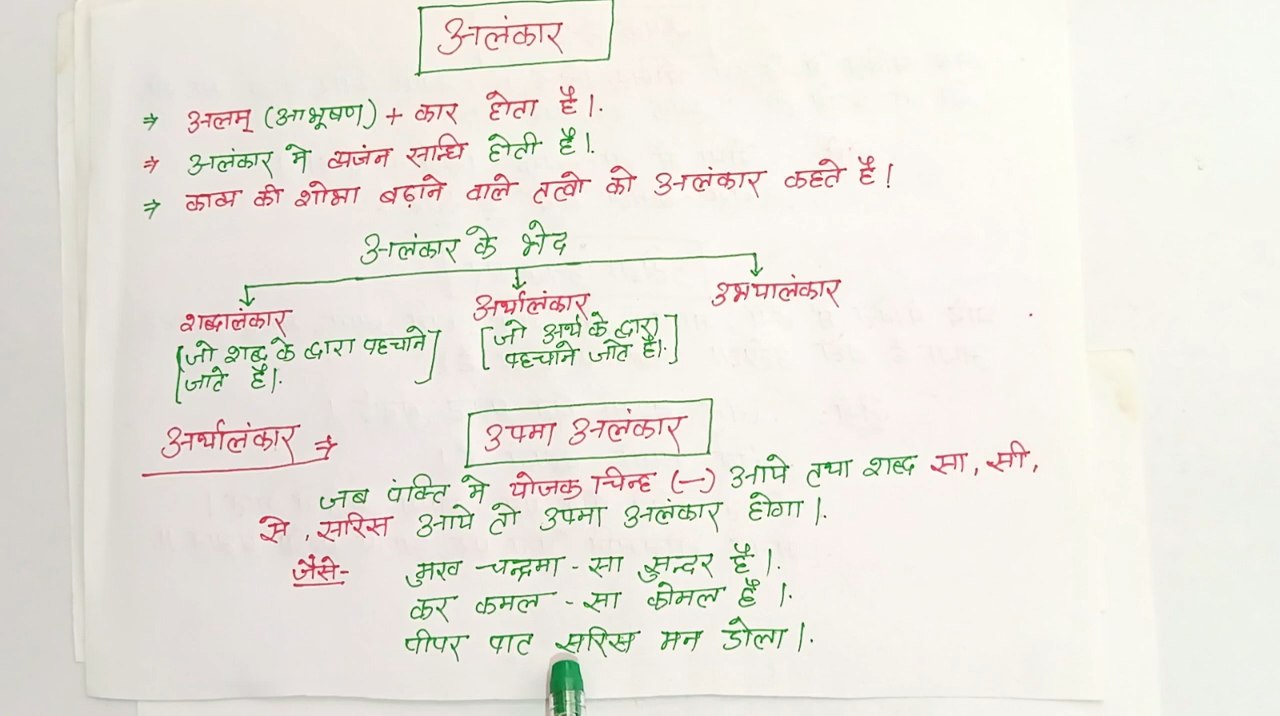 अलंकार
⇒ अलम् (आभूषण) + कार होता है।.
⇒ अलंकार मे व्यजंन सन्धि होती है।.
⇒ काव्य की शोभा बढ़ाने वाले तत्वो को अलंकार कहते है।
अलंकार के भेद
शब्दालंकार अर्थालंकार उभयालंकार
[जो शब्द के द्वारा पहचाने जाते है।.] [जो अर्थ के द्वारा पहचाने जाते है।.]
अर्थालंकार ⇒ उपमा अलंकार
जब पंक्ति मे योजक चिन्ह (-) आये तथा शब्द सा, सी,
से, सरिस आये तो उपमा अलंकार होगा।.
जैसे- मुख चन्द्रमा - सा सुन्दर है।.
कर कमल - सा कोमल है।.
पीपर पात सरिस मन डोला।.